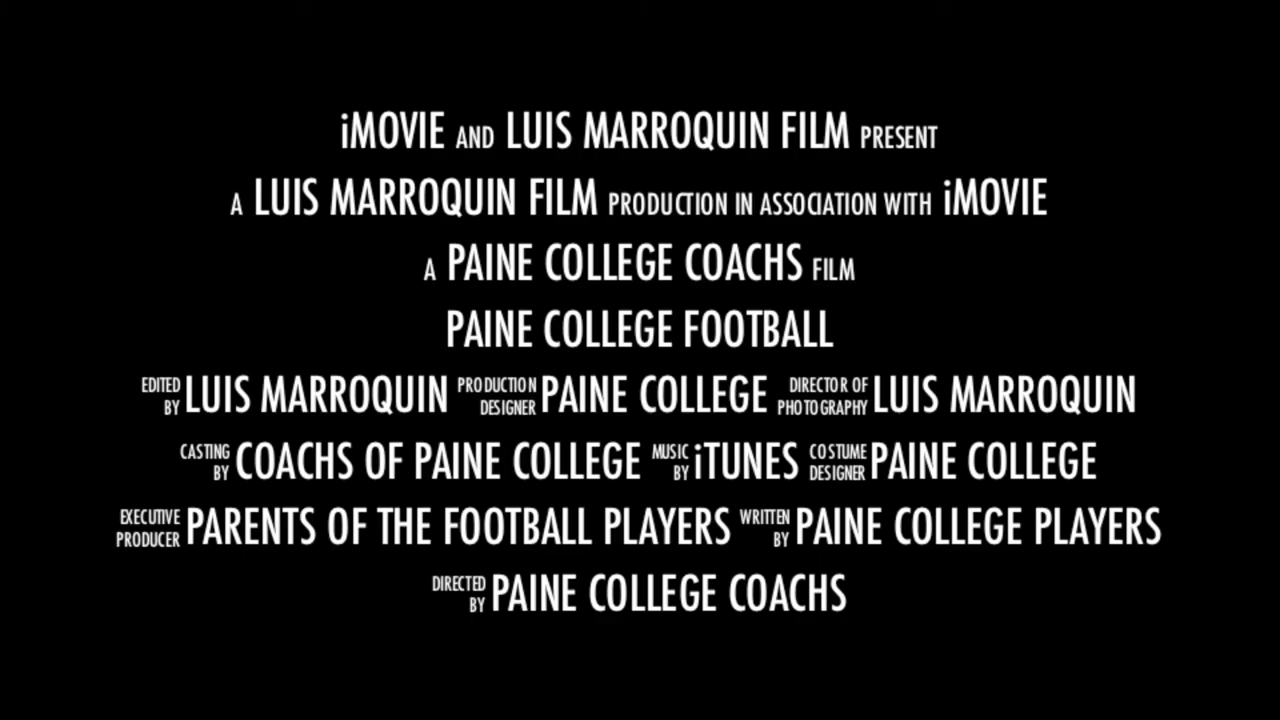 iMOVIE AND LUIS MARROQUIN FILM PRESENT
A LUIS MARROQUIN FILM PRODUCTION IN ASSOCIATION WITH iMOVIE
A PAINE COLLEGE COACHS FILM
PAINE COLLEGE FOOTBALL
EDITED BY LUIS MARROQUIN PRODUCTION DESIGNER PAINE COLLEGE DIRECTOR OF PHOTOGRAPHY LUIS MARROQUIN
CASTING BY COACHS OF PAINE COLLEGE MUSIC BY iTUNES COSTUME DESIGNER PAINE COLLEGE
EXECUTIVE PRODUCER PARENTS OF THE FOOTBALL PLAYERS WRITTEN BY PAINE COLLEGE PLAYERS
DIRECTED BY PAINE COLLEGE COACHS